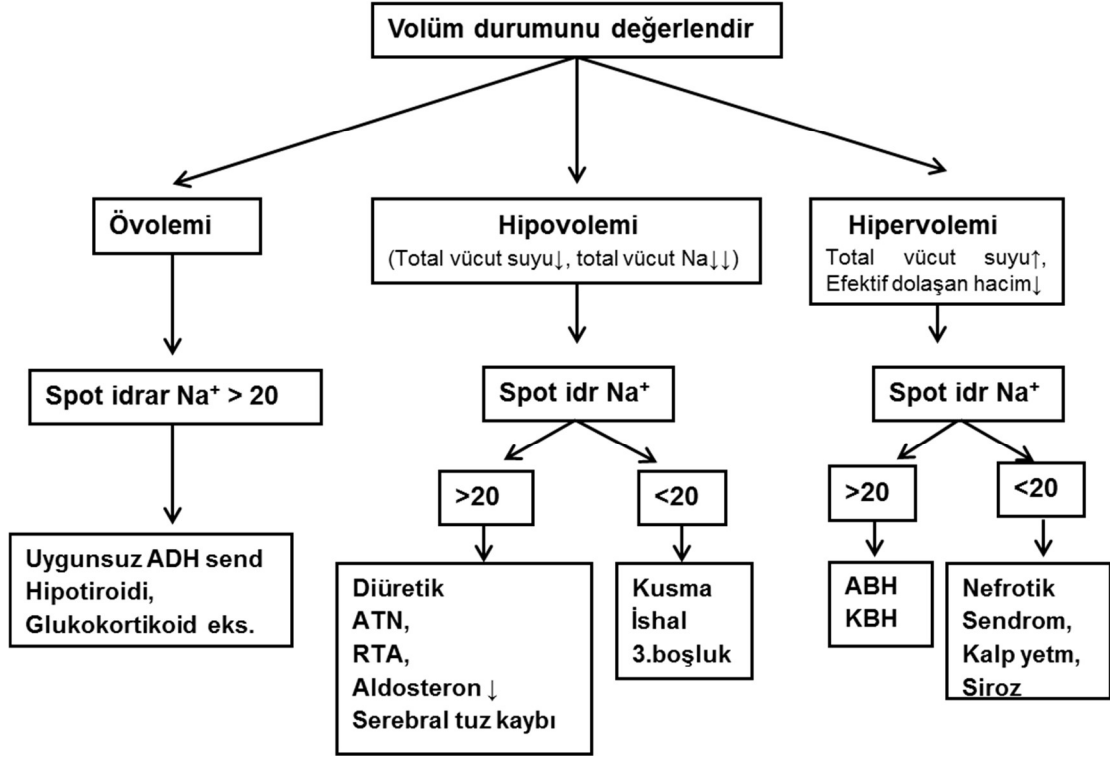 Volüm durumunu değerlendir
Övolemi
Hipovolemi
(Total vücut suyu↓, total vücut Na↓↓)
Hipervolemi
Total vücut suyu↑,
Efektif dolaşan hacim↓
Spot idrar Na⁺ > 20
Spot idr Na⁺
Spot idr Na⁺
>20
<20
>20
<20
Uygunsuz ADH send
Hipotiroidi,
Glukokortikoid eks.
Diüretik
ATN,
RTA,
Aldosteron ↓
Serebral tuz kaybı
Kusma
İshal
3.boşluk
ABH
KBH
Nefrotik
Sendrom,
Kalp yetm,
Siroz